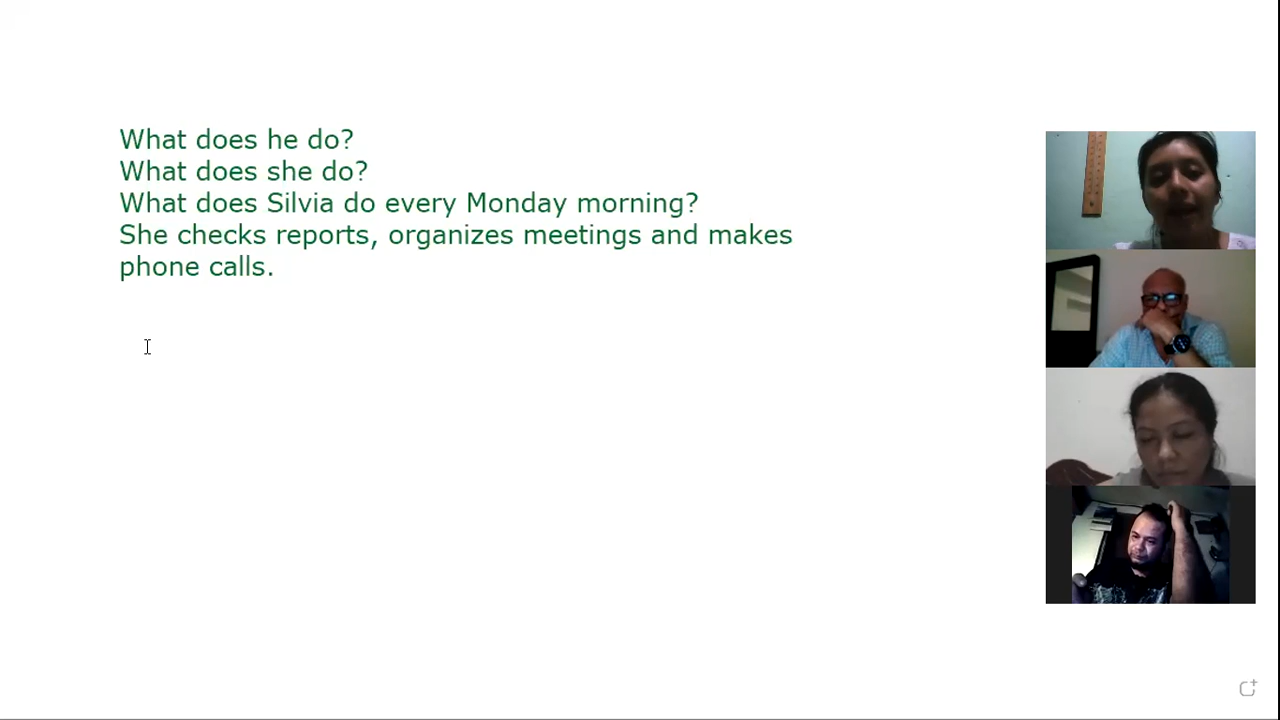 What does he do?
What does she do?
What does Silvia do every Monday morning?
She checks reports, organizes meetings and makes
phone calls.